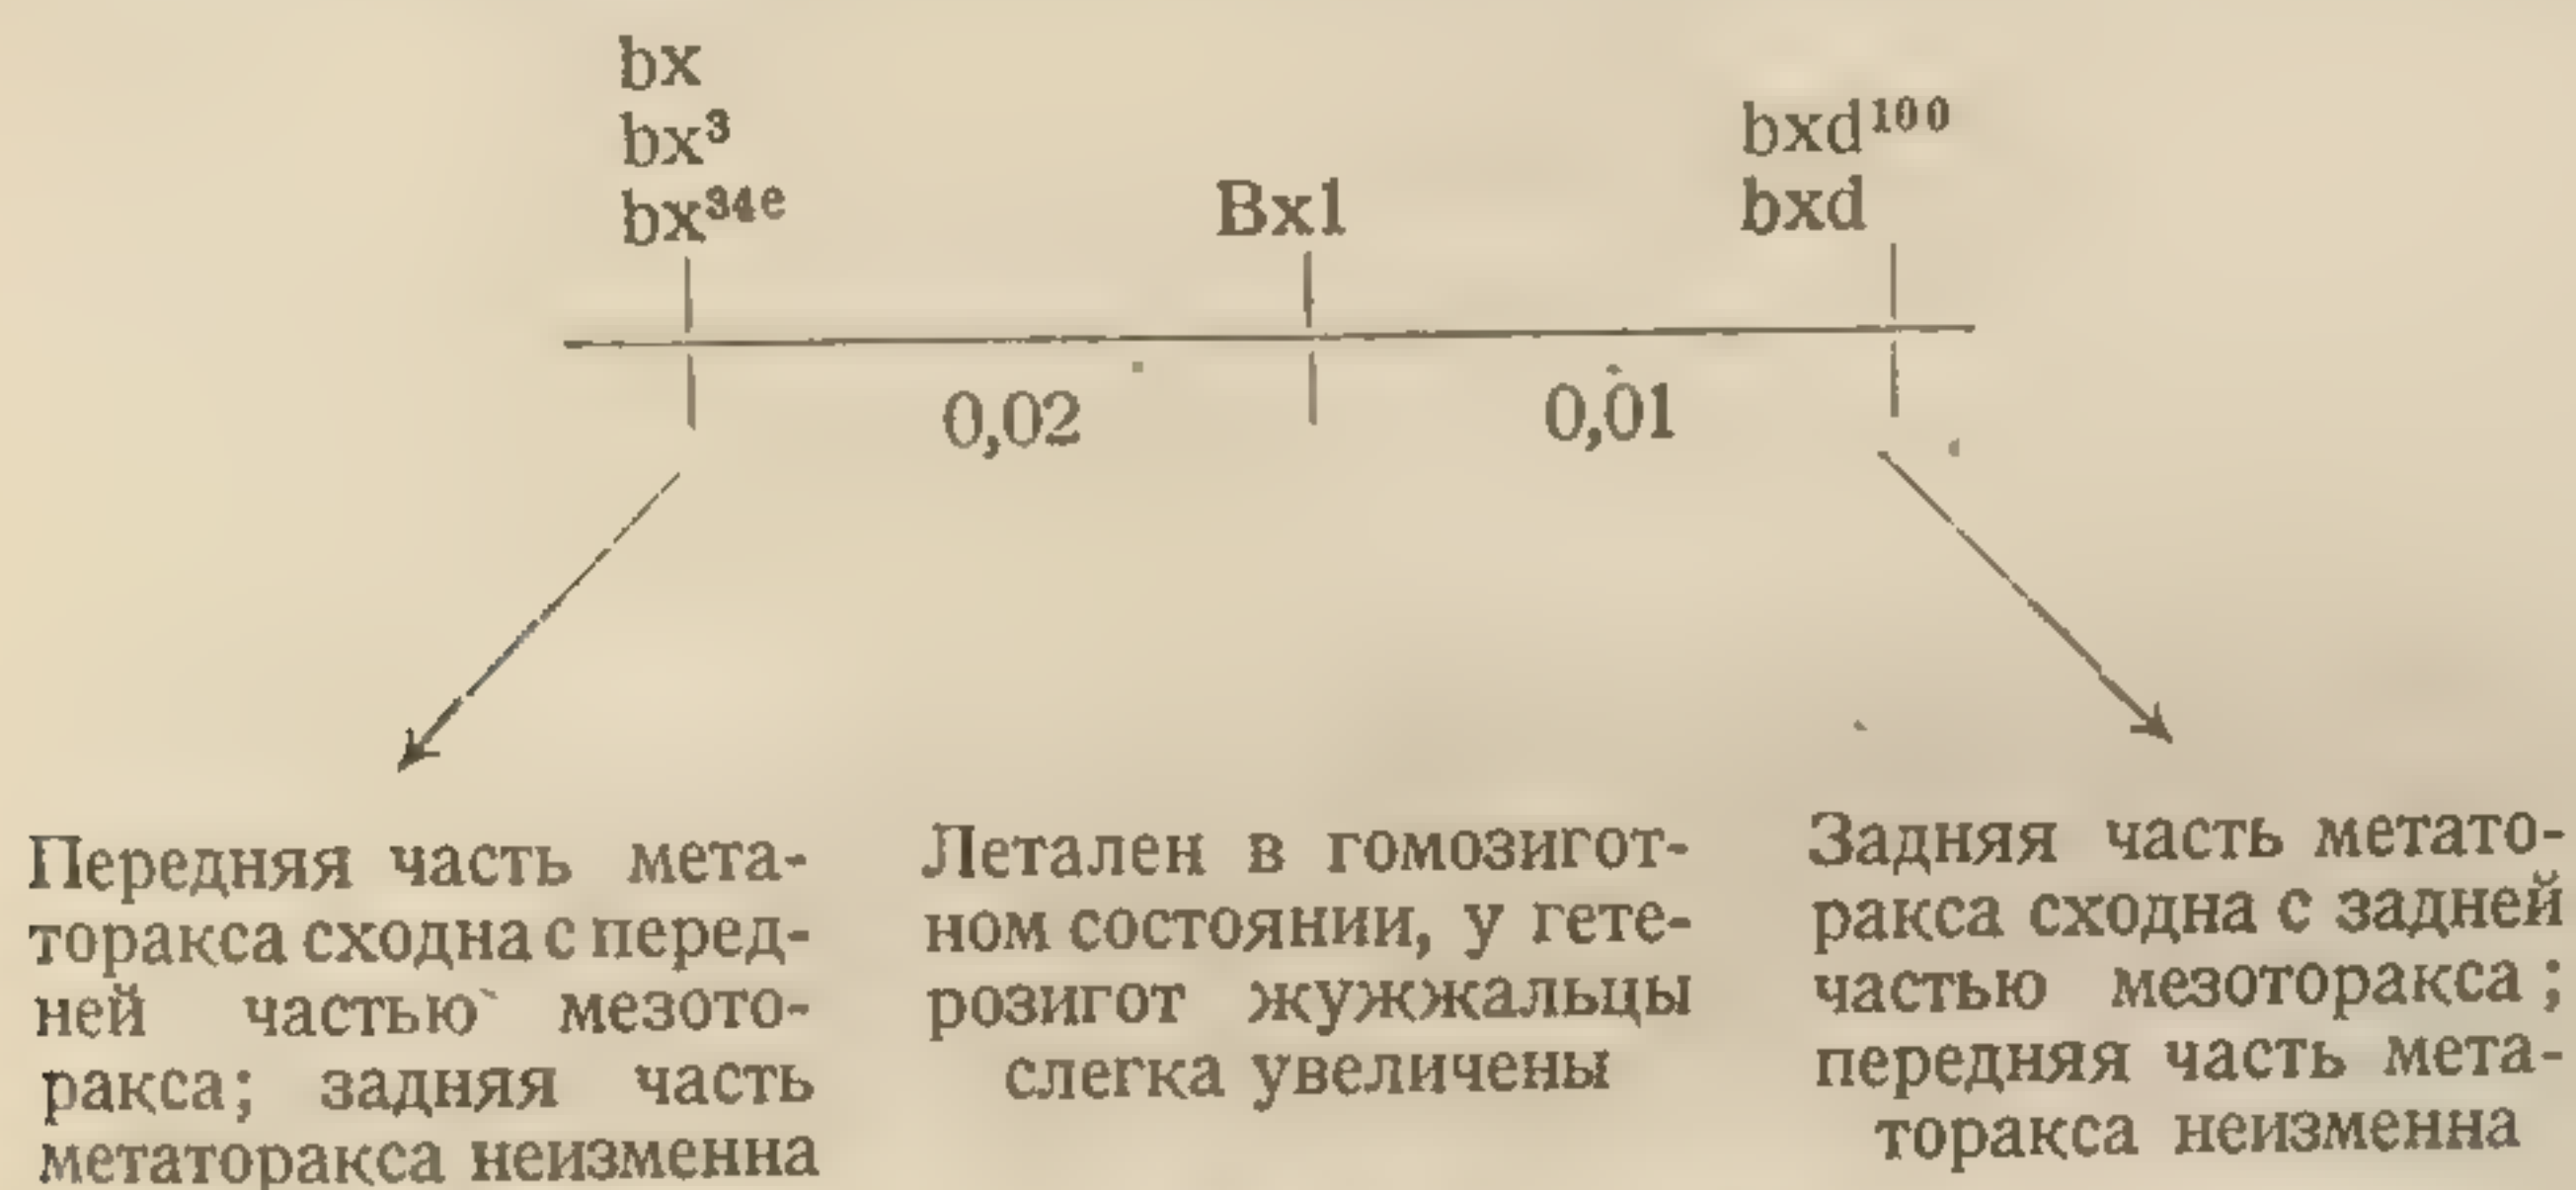 bx
bx³
bx³⁴ᵉ
Bx1
bxd¹⁰⁰
bxd
0,02
0,01
Передняя часть мета-
торакса сходна с перед-
ней частью мезото-
ракса; задняя часть
метаторакса неизменна
Летален в гомозигот-
ном состоянии, у гете-
розигот жужжальцы
слегка увеличены
Задняя часть метато-
ракса сходна с задней
частью мезоторакса;
передняя часть мета-
торакса неизменна